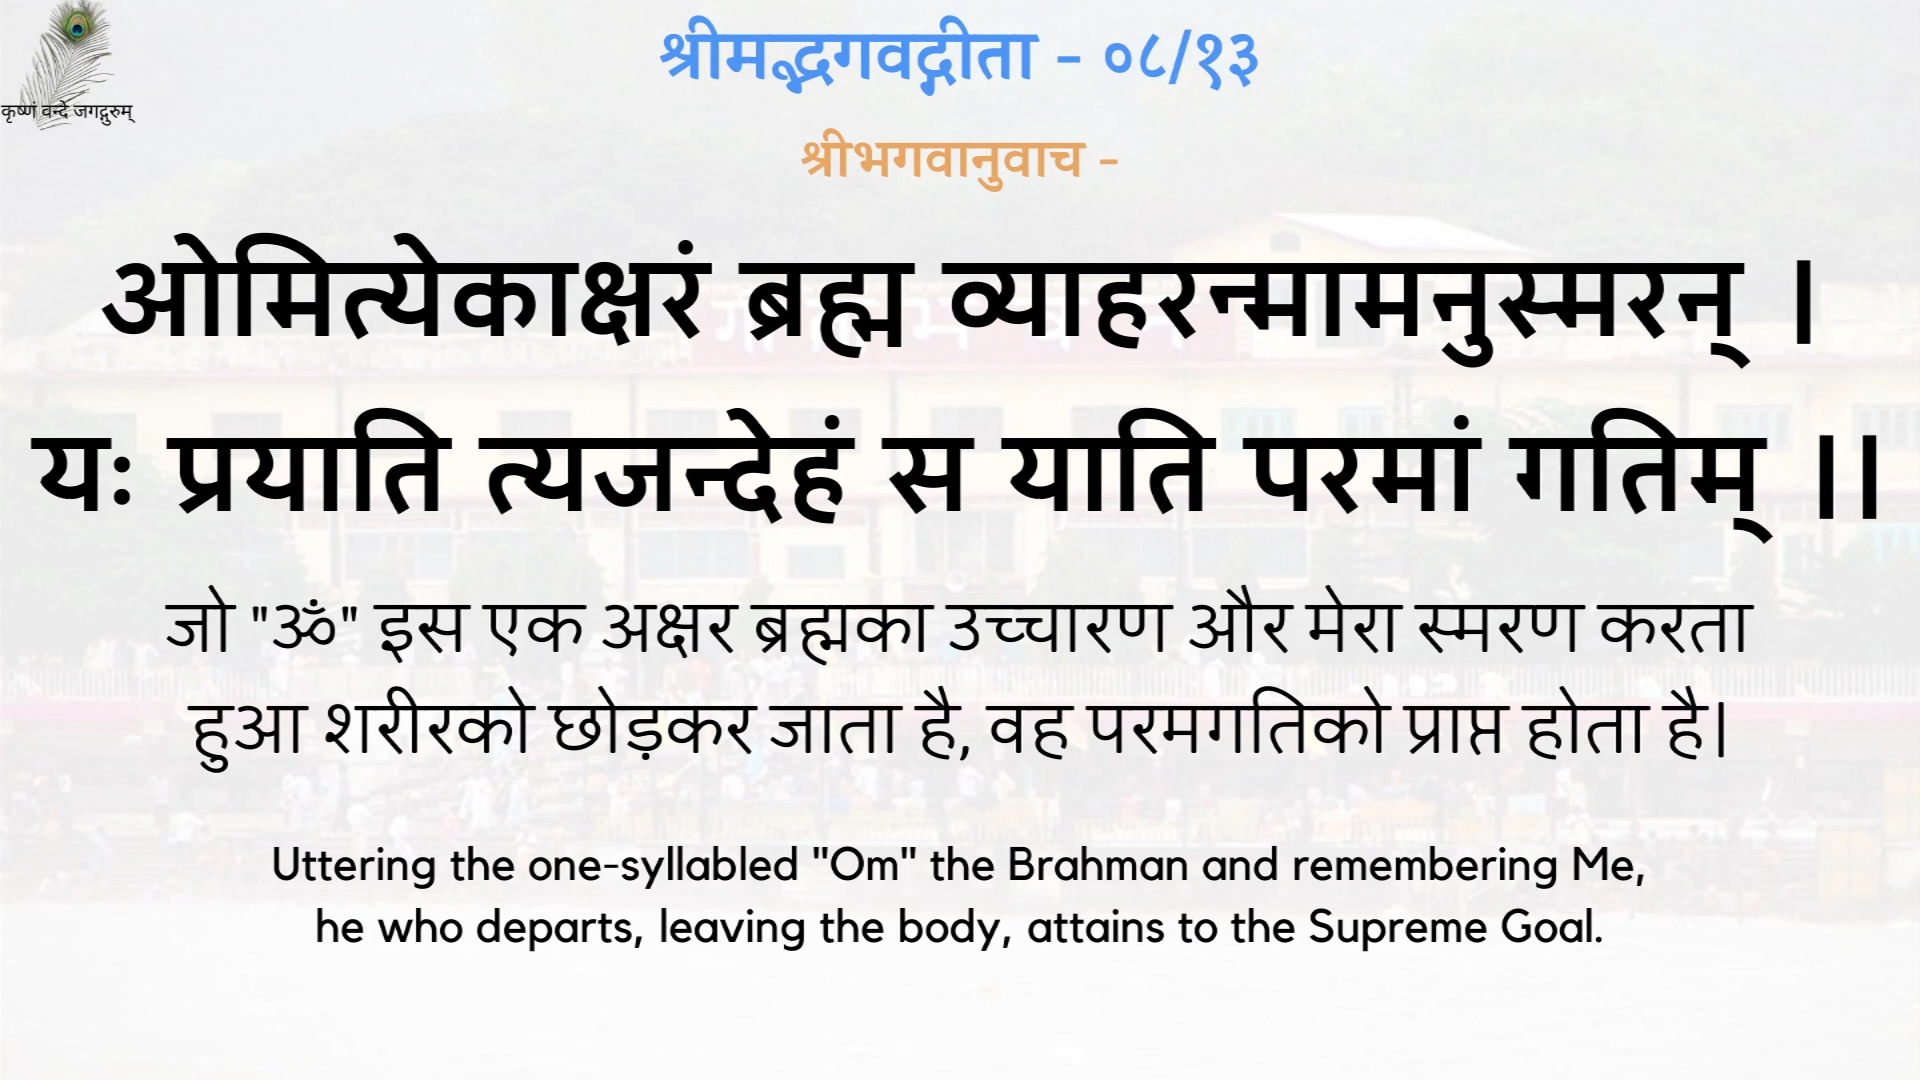 श्रीमद्भगवद्गीता - ०८/१३
कृष्णं वन्दे जगद्गुरुम्
श्रीभगवानुवाच -
ओमित्येकाक्षरं ब्रह्म व्याहरन्मामनुस्मरन् ।
यः प्रयाति त्यजन्देहं स याति परमां गतिम् ।।
जो "ॐ" इस एक अक्षर ब्रह्मका उच्चारण और मेरा स्मरण करता
हुआ शरीरको छोड़कर जाता है, वह परमगतिको प्राप्त होता है।
Uttering the one-syllabled "Om" the Brahman and remembering Me,
he who departs, leaving the body, attains to the Supreme Goal.